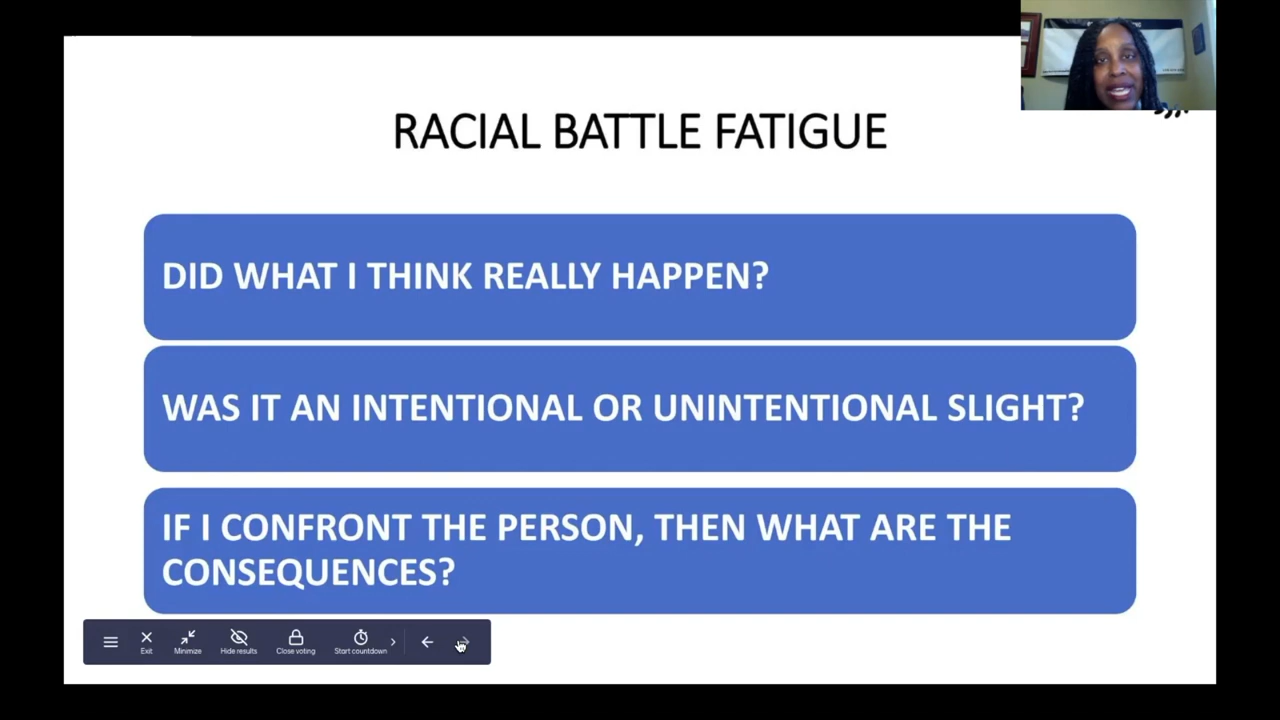 RACIAL BATTLE FATIGUE
DID WHAT I THINK REALLY HAPPEN?
WAS IT AN INTENTIONAL OR UNINTENTIONAL SLIGHT?
IF I CONFRONT THE PERSON, THEN WHAT ARE THE
CONSEQUENCES?
Exit Minimize Hide results Close voting Start countdown